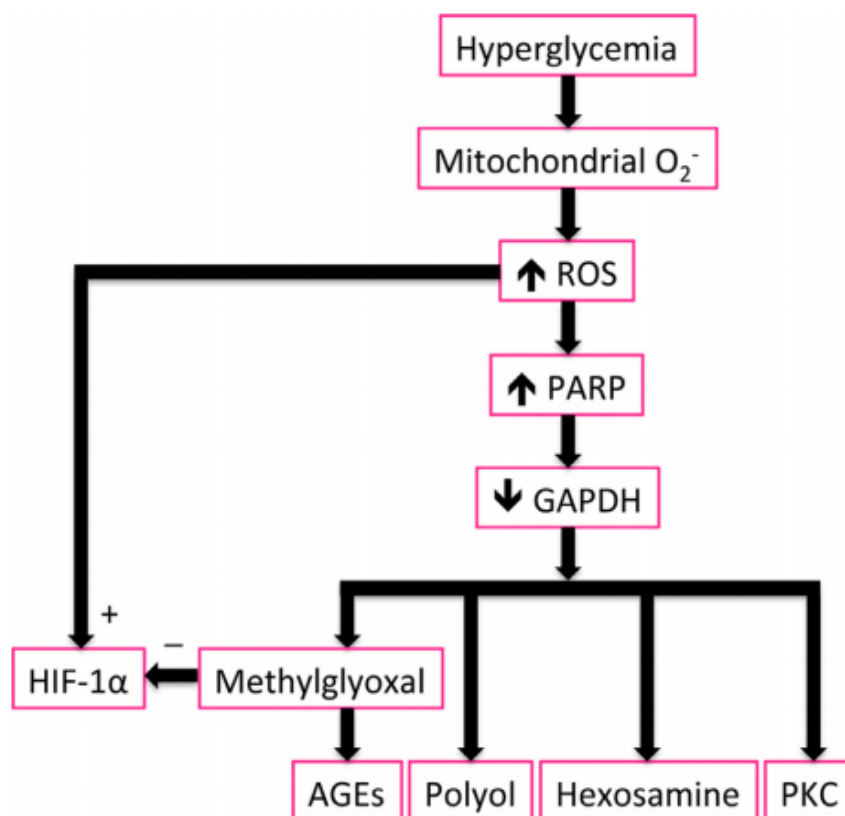 Hyperglycemia
Mitochondrial O₂⁻
↑ ROS
↑ PARP
↓ GAPDH
+
−
HIF-1α
Methylglyoxal
AGEs
Polyol
Hexosamine
PKC